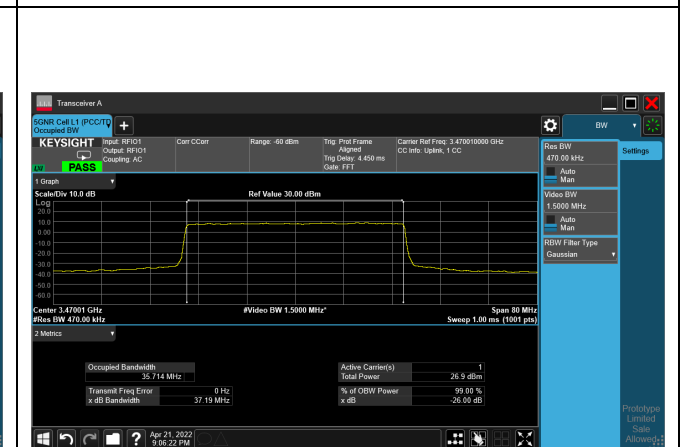 Transceiver A
5GNR Cell L1 (PCC/TD
Occupied BW
BW
KEYSIGHT
Input: RFIO1
Output: RFIO1
Coupling: AC
Corr CCorr
Range: -60 dBm
Trig: Prot Frame
Aligned
Trig Delay: 4.450 ms
Gate: FFT
Carrier Ref Freq: 3.470010000 GHz
CC Info: Uplink, 1 CC
PASS
Res BW
470.00 kHz
Settings
Auto
Man
Video BW
1.5000 MHz
Auto
Man
RBW Filter Type
Gaussian
1 Graph
Scale/Div 10.0 dB
Ref Value 30.00 dBm
Log
20.0
10.0
0.00
-10.0
-20.0
-30.0
-40.0
-50.0
-60.0
Center 3.47001 GHz
#Video BW 1.5000 MHz*
Span 80 MHz
#Res BW 470.00 kHz
Sweep 1.00 ms (1001 pts)
2 Metrics
Occupied Bandwidth
35.714 MHz
Active Carrier(s) 1
Total Power 26.9 dBm
Transmit Freq Error 0 Hz
x dB Bandwidth 37.19 MHz
% of OBW Power 99.00 %
x dB -26.00 dB
Prototype
Limited
Sale
Allowed
?
Apr 21, 2022
9:06:22 PM